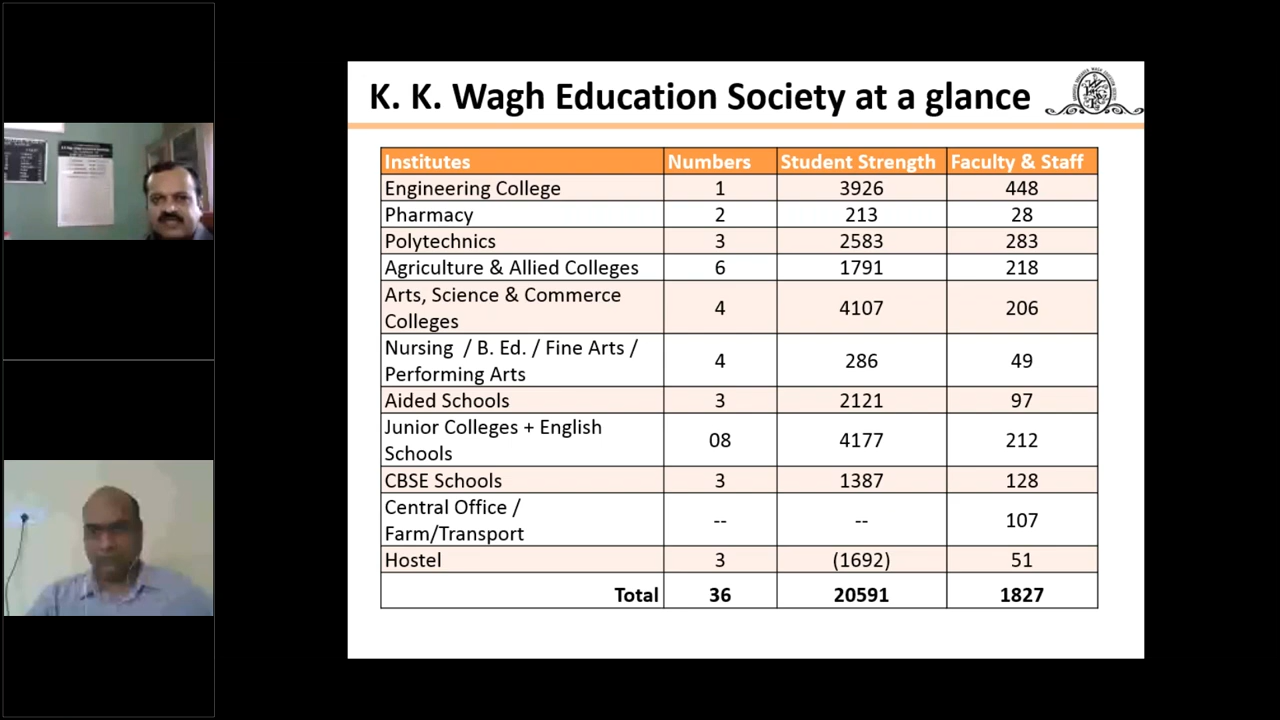 K. K. Wagh Education Society at a glance
Institutes Numbers Student Strength Faculty & Staff
Engineering College 1 3926 448
Pharmacy 2 213 28
Polytechnics 3 2583 283
Agriculture & Allied Colleges 6 1791 218
Arts, Science & Commerce
Colleges 4 4107 206
Nursing / B. Ed. / Fine Arts /
Performing Arts 4 286 49
Aided Schools 3 2121 97
Junior Colleges + English
Schools 08 4177 212
CBSE Schools 3 1387 128
Central Office /
Farm/Transport -- -- 107
Hostel 3 (1692) 51
Total 36 20591 1827